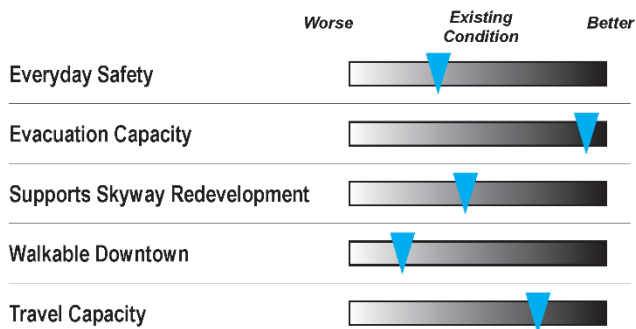 Worse
Existing
Condition
Better
Everyday Safety
Evacuation Capacity
Supports Skyway Redevelopment
Walkable Downtown
Travel Capacity